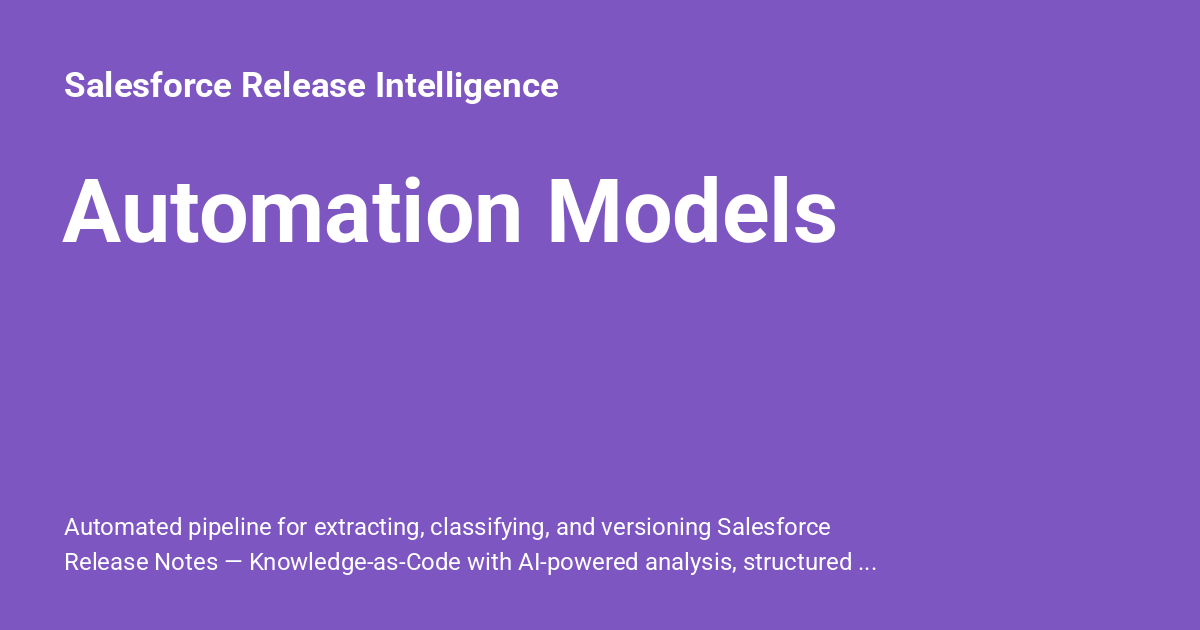 Salesforce Release Intelligence
Automation Models
Automated pipeline for extracting, classifying, and versioning Salesforce
Release Notes — Knowledge-as-Code with AI-powered analysis, structured ...